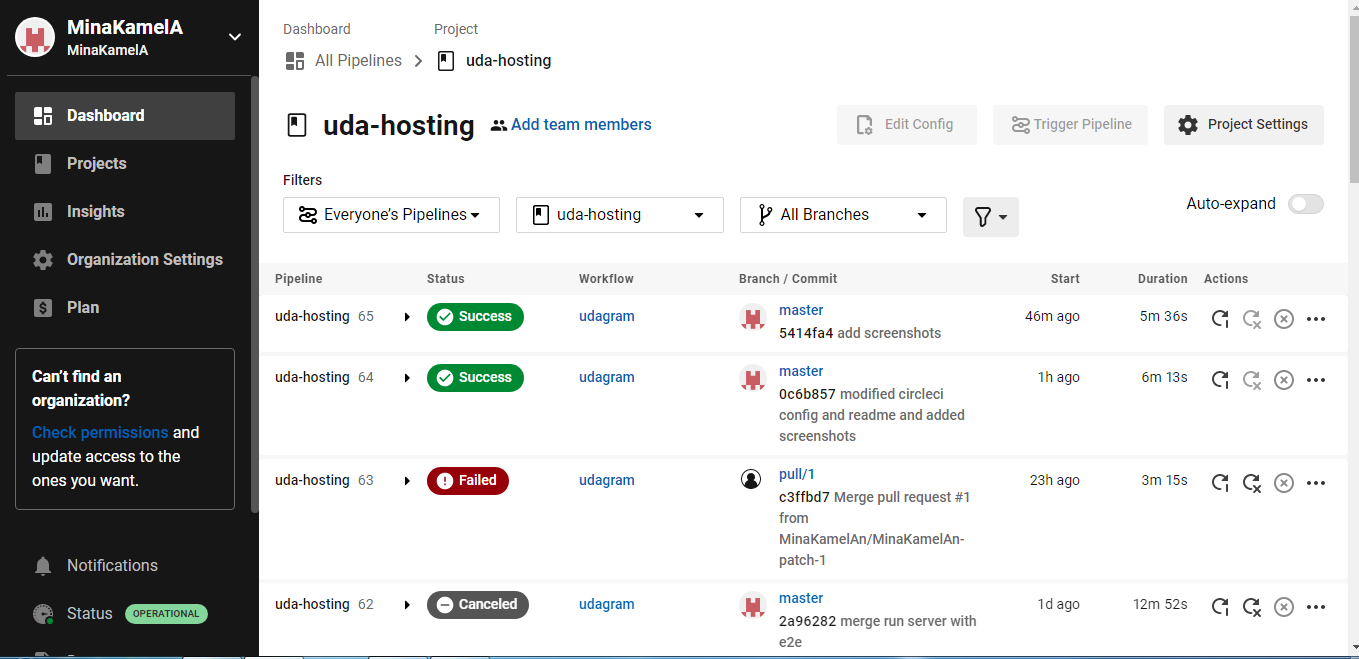 MinaKamelA
MinaKamelA
Dashboard
Projects
Insights
Organization Settings
Plan
Can't find an
organization?
Check permissions and
update access to the
ones you want.
Notifications
Status OPERATIONAL
Dashboard Project
All Pipelines uda-hosting
uda-hosting Add team members
Edit Config Trigger Pipeline Project Settings
Filters
Everyone's Pipelines uda-hosting All Branches
Auto-expand
Pipeline Status Workflow Branch / Commit Start Duration Actions
uda-hosting 65 Success udagram master 46m ago 5m 36s
5414fa4 add screenshots
uda-hosting 64 Success udagram master 1h ago 6m 13s
0c6b857 modified circleci
config and readme and added
screenshots
uda-hosting 63 Failed udagram pull/1 23h ago 3m 15s
c3ffbd7 Merge pull request #1
from
MinaKamelAn/MinaKamelAn-
patch-1
uda-hosting 62 Canceled udagram master 1d ago 12m 52s
2a96282 merge run server with
e2e